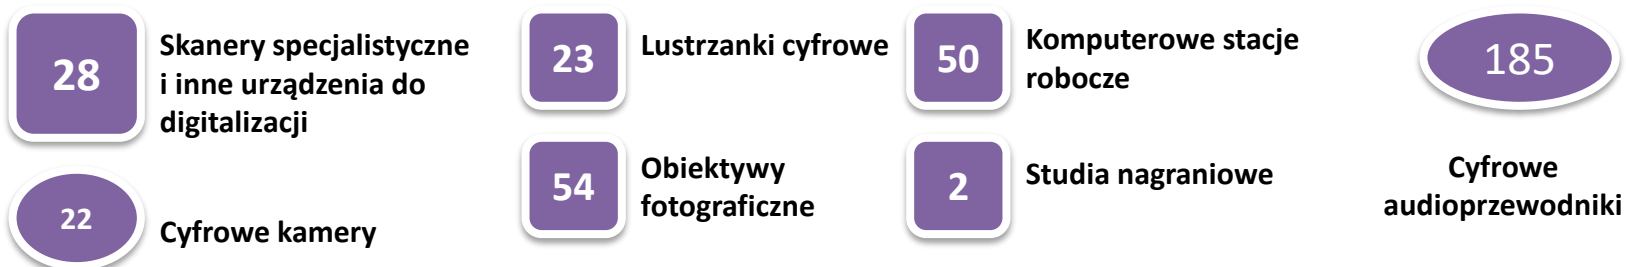 28
Skanery specjalistyczne
i inne urządzenia do
digitalizacji
22
Cyfrowe kamery
23
Lustrzanki cyfrowe
54
Obiektywy
fotograficzne
50
Komputerowe stacje
robocze
2
Studia nagraniowe
185
Cyfrowe
audioprzewodniki